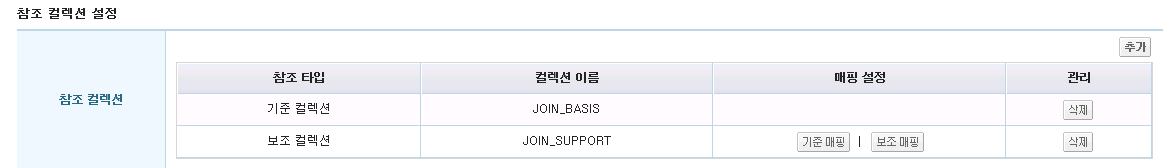 참조 컬렉션 설정
추가
참조 타입 컬렉션 이름 매핑 설정 관리
참조 컬렉션
기준 컬렉션 JOIN_BASIS 삭제
보조 컬렉션 JOIN_SUPPORT 기준 매핑 | 보조 매핑 삭제